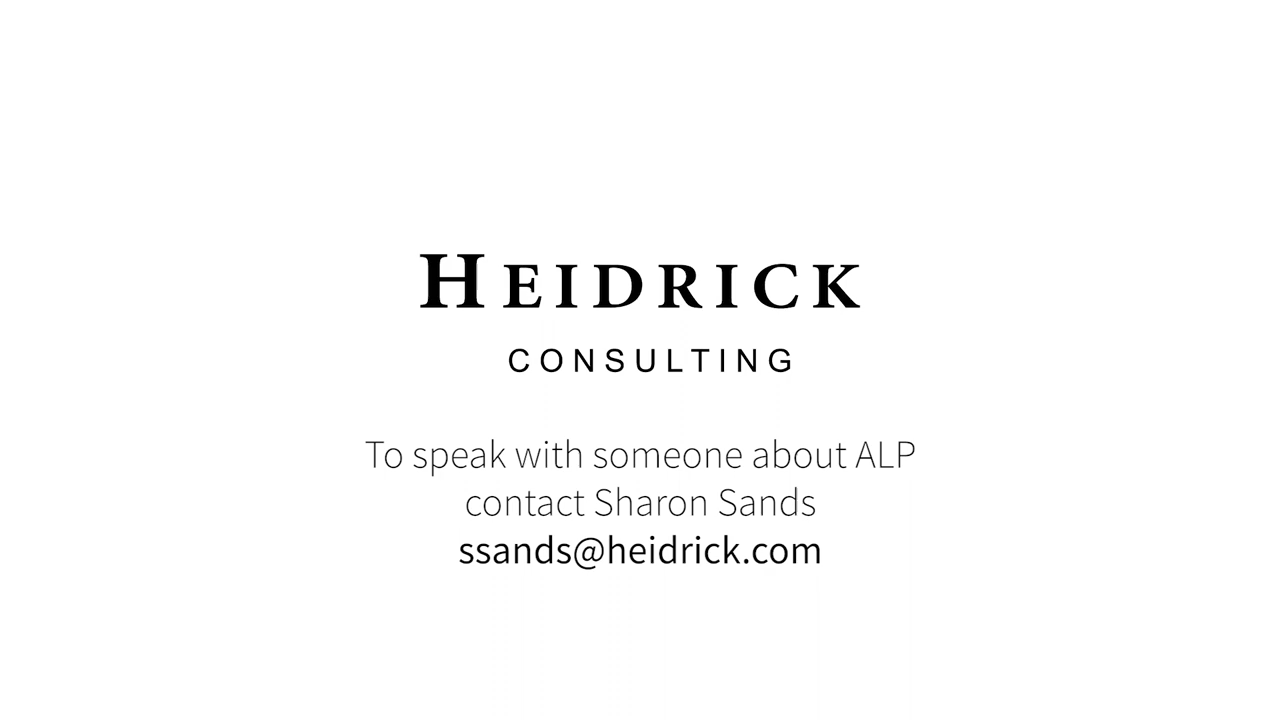 HEIDRICK
CONSULTING
To speak with someone about ALP
contact Sharon Sands
ssands@heidrick.com